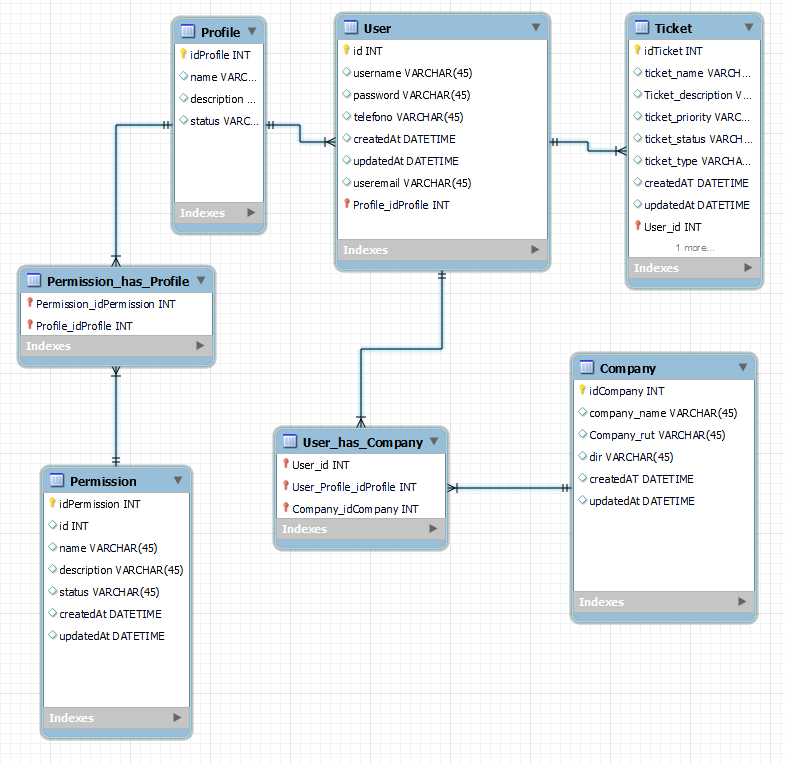 Profile
idProfile INT
name VARC...
description ...
status VARC...
Indexes
User
id INT
username VARCHAR(45)
password VARCHAR(45)
telefono VARCHAR(45)
createdAt DATETIME
updatedAt DATETIME
useremail VARCHAR(45)
Profile_idProfile INT
Indexes
Ticket
idTicket INT
ticket_name VARCH...
Ticket_description V...
ticket_priority VARC...
ticket_status VARCH...
ticket_type VARCHA...
createdAT DATETIME
updatedAt DATETIME
User_id INT
1 more...
Indexes
Permission_has_Profile
Permission_idPermission INT
Profile_idProfile INT
Indexes
Permission
idPermission INT
id INT
name VARCHAR(45)
description VARCHAR(45)
status VARCHAR(45)
createdAt DATETIME
updatedAt DATETIME
Indexes
User_has_Company
User_id INT
User_Profile_idProfile INT
Company_idCompany INT
Indexes
Company
idCompany INT
company_name VARCHAR(45)
Company_rut VARCHAR(45)
dir VARCHAR(45)
createdAT DATETIME
updatedAt DATETIME
Indexes